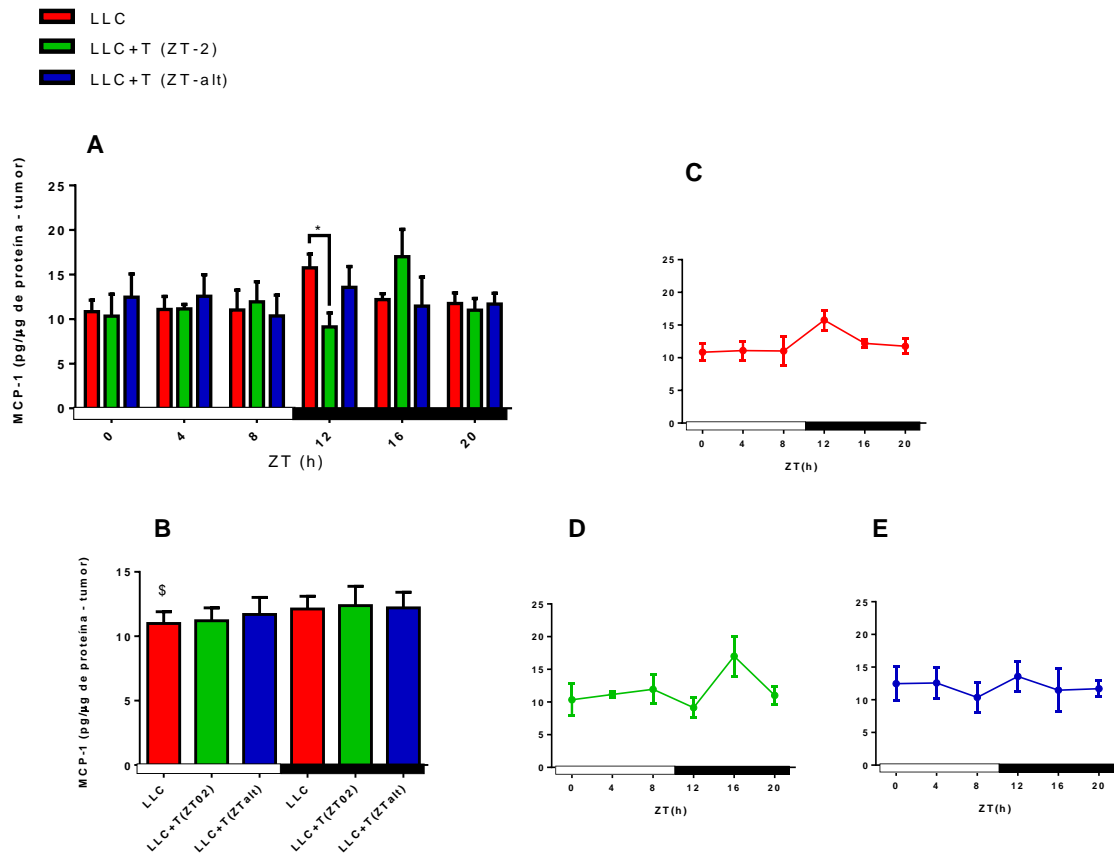 LLC
LLC+T (ZT-2)
LLC+T (ZT-alt)
A
MCP-1 (pg/µg de proteína - tumor)
25
20
15
10
5
0
*
0 4 8 12 16 20
ZT (h)
C
25
20
15
10
5
0
0 4 8 12 16 20
ZT(h)
B
MCP-1 (pg/µg de proteína - tumor)
15
10
5
0
$
LLC
LLC+T(ZT02)
LLC+T(ZTalt)
LLC
LLC+T(ZT02)
LLC+T(ZTalt)
D
25
20
15
10
5
0
0 4 8 12 16 20
ZT(h)
E
25
20
15
10
5
0
0 4 8 12 16 20
ZT(h)